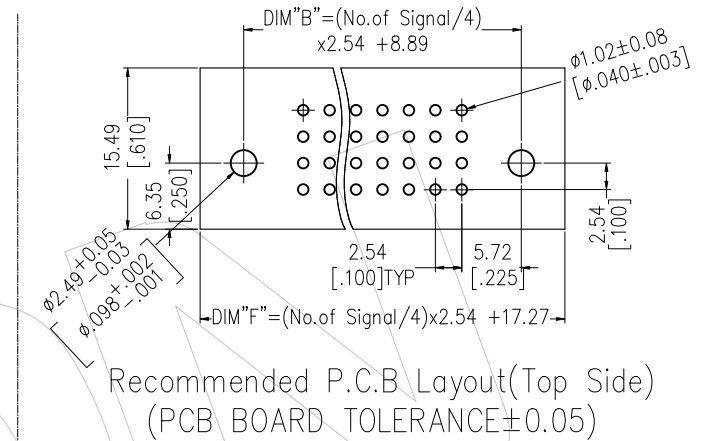 DIM"B"=(No.of Signal/4)
x2.54 +8.89
ø1.02±0.08
[ø.040±.003]
15.49
[.610]
6.35
[.250]
2.54
[.100]
2.54
[.100]TYP
5.72
[.225]
ø2.49+0.05
-0.03
[ø.098+.002
-.001]
DIM"F"=(No.of Signal/4)x2.54 +17.27
Recommended P.C.B Layout(Top Side)
(PCB BOARD TOLERANCE±0.05)